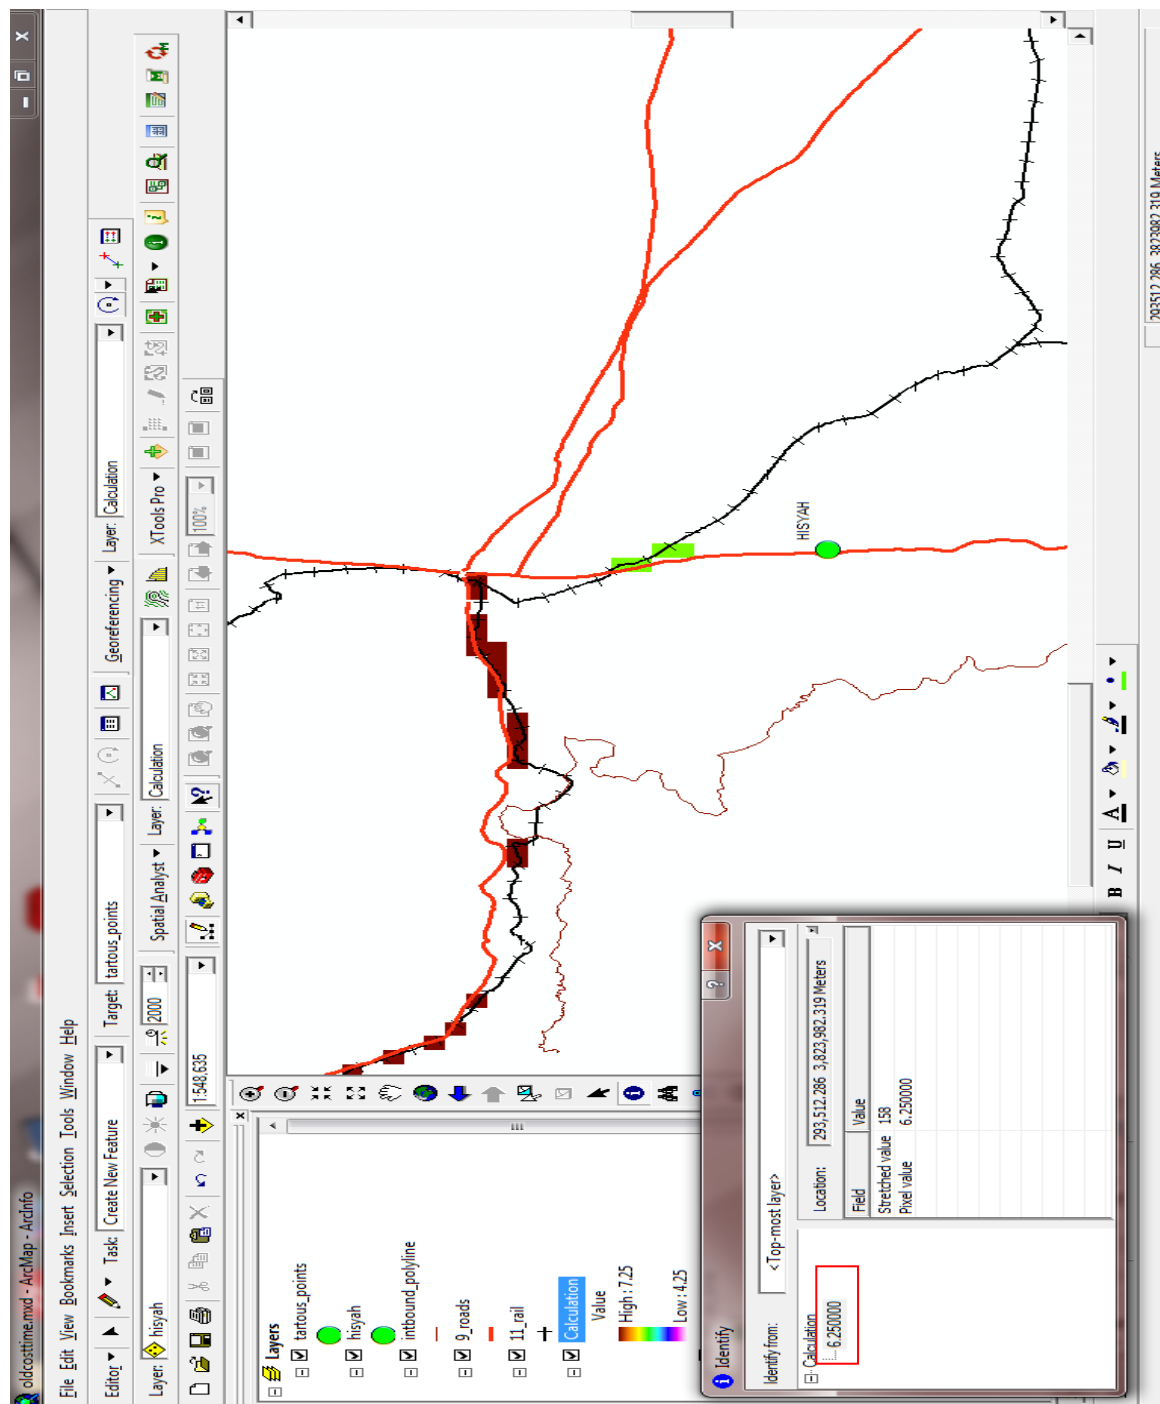 oldcosttime.mxd - ArcMap - ArcInfo
File Edit View Bookmarks Insert Selection Tools Window Help
Editor Task: Create New Feature Target: tartous_points Georeferencing Layer: Calculation
Layer: hisyah 2000 Spatial Analyst Layer: Calculation XTools Pro
1:548,635 100%
Layers
tartous_points
hisyah
intbound_polyline
9_roads
11_rail
Calculation
Value
High : 7.25
Low : 4.25
HISYAH
Identify
Identify from: <Top-most layer>
Calculation
6.250000
Location: 293,512.286 3,823,982.319 Meters
Field Value
Stretched value 158
Pixel value 6.250000
A B I U
293512.286 3823982.319 Meters